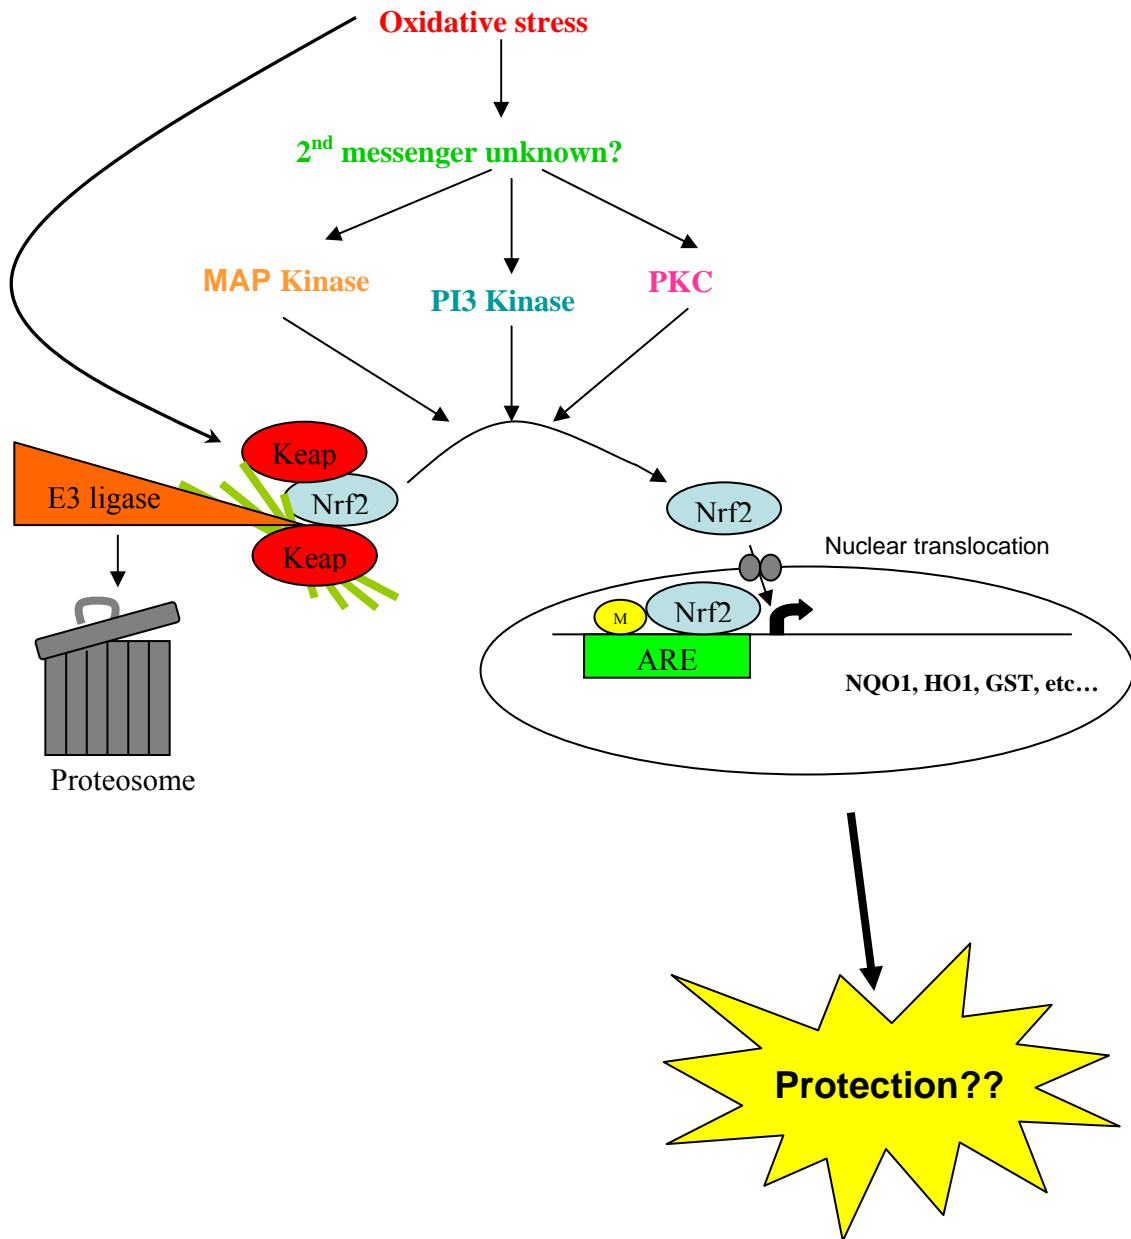 Oxidative stress
2nd messenger unknown?
MAP Kinase
PI3 Kinase
PKC
Keap
E3 ligase
Nrf2
Keap
Nrf2
Nuclear translocation
M
Nrf2
ARE
NQO1, HO1, GST, etc…
Proteosome
Protection??